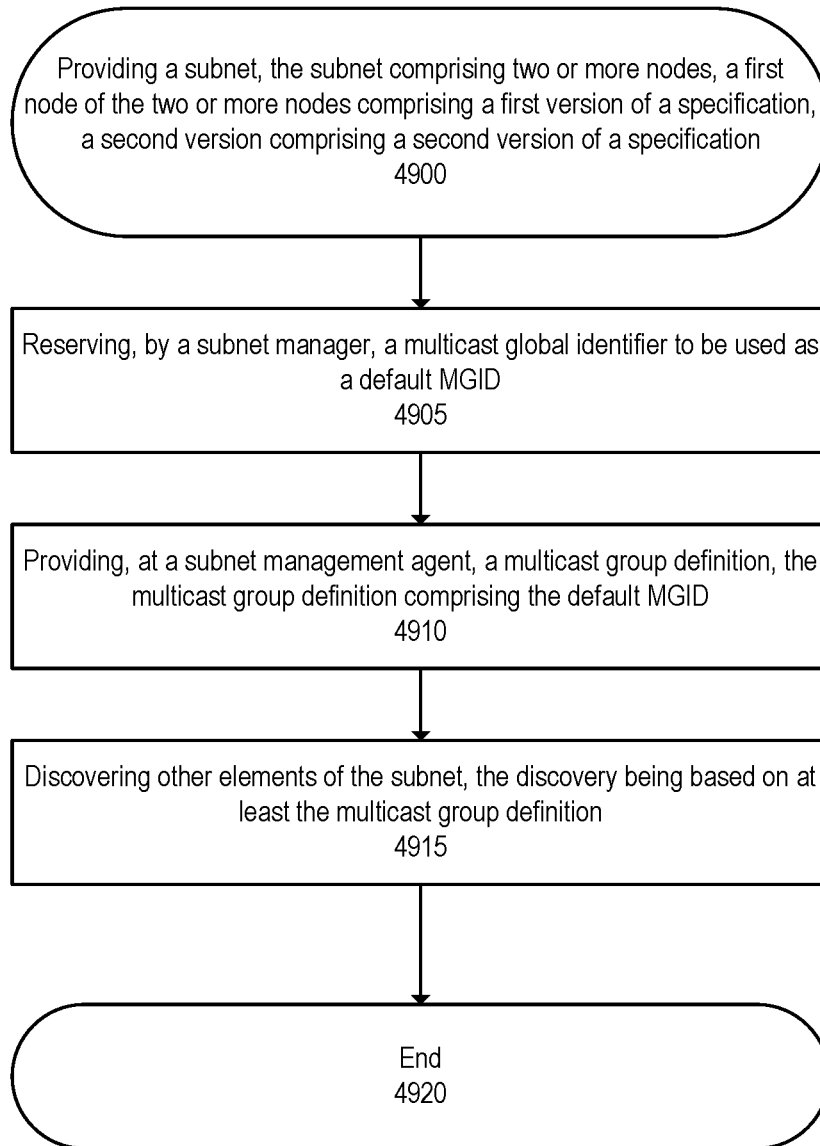 Providing a subnet, the subnet comprising two or more nodes, a first
node of the two or more nodes comprising a first version of a specification,
a second version comprising a second version of a specification
4900
Reserving, by a subnet manager, a multicast global identifier to be used as
a default MGID
4905
Providing, at a subnet management agent, a multicast group definition, the
multicast group definition comprising the default MGID
4910
Discovering other elements of the subnet, the discovery being based on at
least the multicast group definition
4915
End
4920